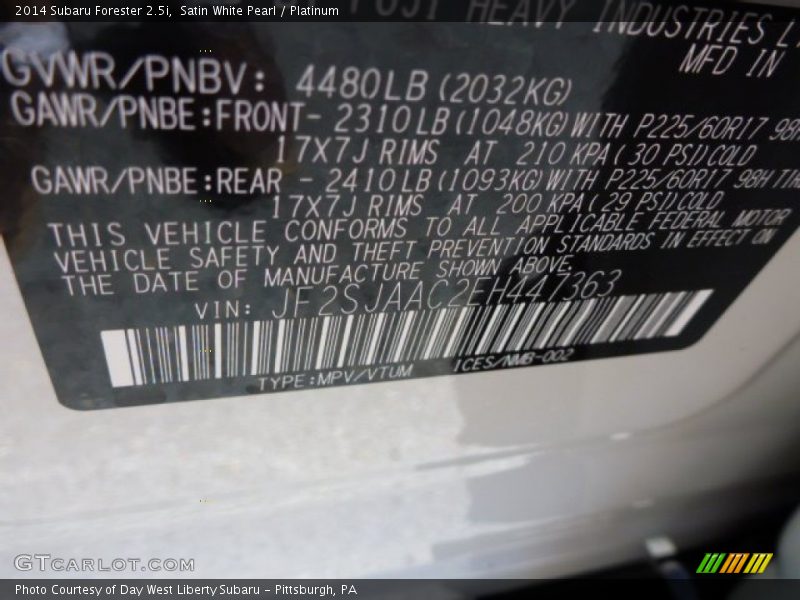 2014 Subaru Forester 2.5i, Satin White Pearl / Platinum
HEAVY INDUSTRIES
MFD IN
GVWR/PNBV: 4480LB (2032KG)
GAWR/PNBE:FRONT- 2310LB (1048KG) WITH P225/60R17
17X7J RIMS AT 210 KPA ( 30 PSI) COLD
GAWR/PNBE:REAR - 2410LB (1093KG) WITH P225/60R17 98H
17X7J RIMS AT 200 KPA ( 29 PSI) COLD
THIS VEHICLE CONFORMS TO ALL APPLICABLE FEDERAL MOTOR
VEHICLE SAFETY AND THEFT PREVENTION STANDARDS IN EFFECT ON
THE DATE OF MANUFACTURE SHOWN ABOVE.
VIN: JF2SJAAC2EH447363
TYPE:MPV/VTUM ICES/NMB-002
GTCARLOT.COM
Photo Courtesy of Day West Liberty Subaru - Pittsburgh, PA